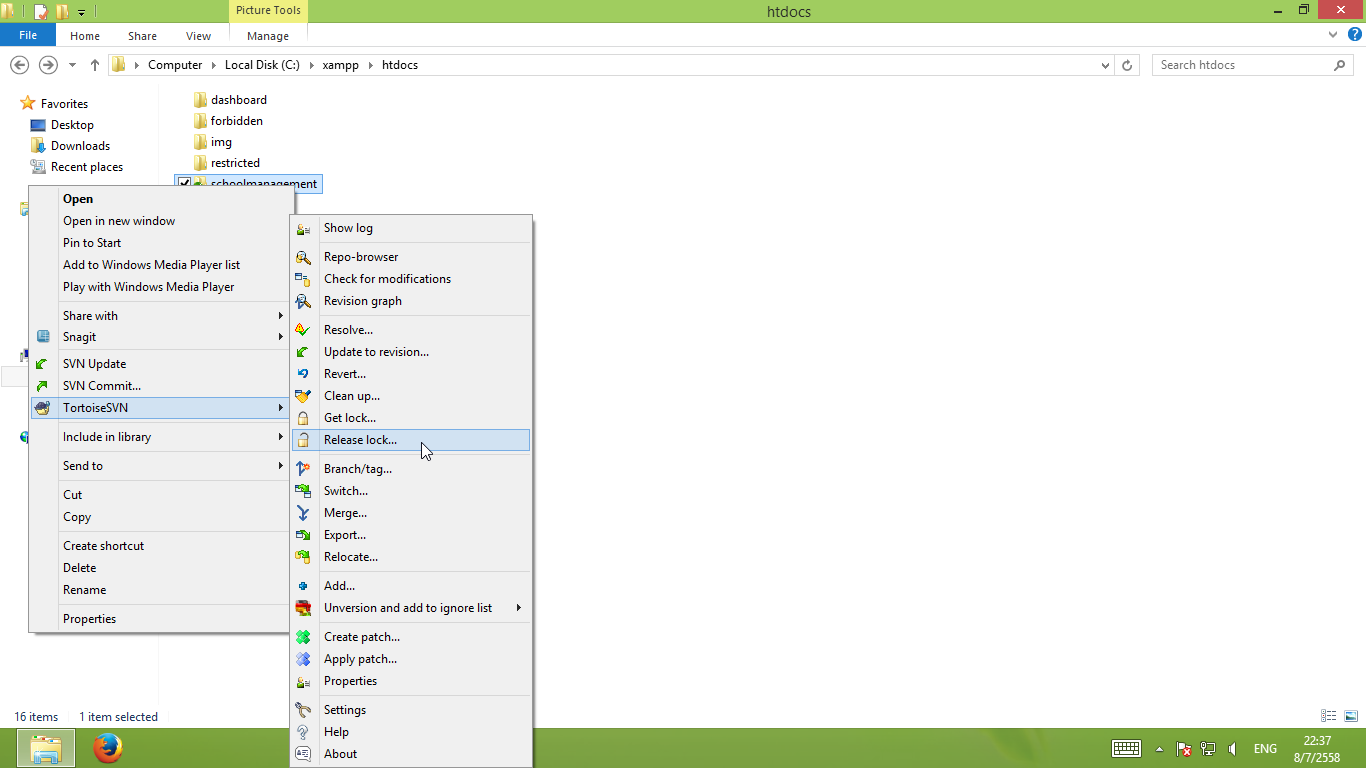 Picture Tools
htdocs
File
Home
Share
View
Manage
Computer
Local Disk (C:)
xampp
htdocs
Search htdocs
Favorites
Desktop
Downloads
Recent places
dashboard
forbidden
img
restricted
schoolmanagement
Open
Open in new window
Pin to Start
Add to Windows Media Player list
Play with Windows Media Player
Share with
Snagit
SVN Update
SVN Commit...
TortoiseSVN
Include in library
Send to
Cut
Copy
Create shortcut
Delete
Rename
Properties
Show log
Repo-browser
Check for modifications
Revision graph
Resolve...
Update to revision...
Revert...
Clean up...
Get lock...
Release lock...
Branch/tag...
Switch...
Merge...
Export...
Relocate...
Add...
Unversion and add to ignore list
Create patch...
Apply patch...
Properties
Settings
Help
About
16 items
1 item selected
ENG
22:37
8/7/2558